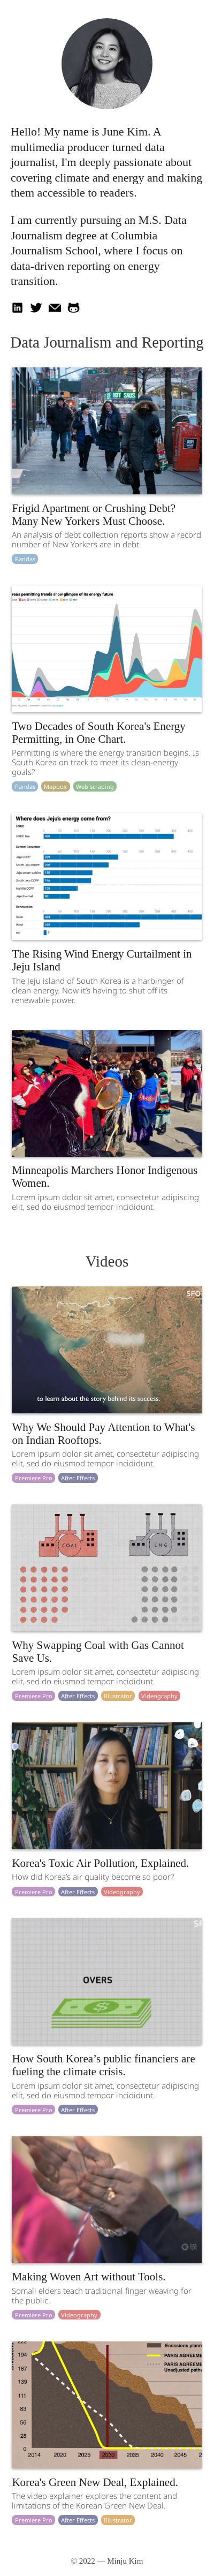 Hello! My name is June Kim. A
multimedia producer turned data
journalist, I'm deeply passionate about
covering climate and energy and making
them accessible to readers.
I am currently pursuing an M.S. Data
Journalism degree at Columbia
Journalism School, where I focus on
data-driven reporting on energy
transition.
Data Journalism and Reporting
HOT SALDS
Frigid Apartment or Crushing Debt?
Many New Yorkers Must Choose.
An analysis of debt collection reports show a record
number of New Yorkers are in debt.
Pandas
Two Decades of South Korea's Energy
Permitting, in One Chart.
Permitting is where the energy transition begins. Is
South Korea on track to meet its clean-energy
goals?
Pandas Mapbox Web scraping
Where does Jeju's energy come from?
The Rising Wind Energy Curtailment in
Jeju Island
The Jeju island of South Korea is a harbinger of
clean energy. Now it's having to shut off its
renewable power.
Minneapolis Marchers Honor Indigenous
Women.
Lorem ipsum dolor sit amet, consectetur adipiscing
elit, sed do eiusmod tempor incididunt.
Videos
SFO
to learn about the story behind its success.
Why We Should Pay Attention to What's
on Indian Rooftops.
Lorem ipsum dolor sit amet, consectetur adipiscing
elit, sed do eiusmod tempor incididunt.
Premiere Pro After Effects
COAL LNG
Why Swapping Coal with Gas Cannot
Save Us.
Lorem ipsum dolor sit amet, consectetur adipiscing
elit, sed do eiusmod tempor incididunt.
Premiere Pro After Effects Illustrator Videography
Korea's Toxic Air Pollution, Explained.
How did Korea's air quality become so poor?
Premiere Pro After Effects Videography
OVERS
How South Korea’s public financiers are
fueling the climate crisis.
Lorem ipsum dolor sit amet, consectetur adipiscing
elit, sed do eiusmod tempor incididunt.
Premiere Pro After Effects
Making Woven Art without Tools.
Somali elders teach traditional finger weaving for
the public.
Premiere Pro Videography
Emissions plann
194 PARIS AGREEME
167 PARIS AGREEME
139 Unadjusted path
111
83
56
28
0
2014 2020 2025 2030 2035 2040 2045 2050
Korea's Green New Deal, Explained.
The video explainer explores the content and
limitations of the Korean Green New Deal.
Premiere Pro After Effects Illustrator
© 2022 — Minju Kim